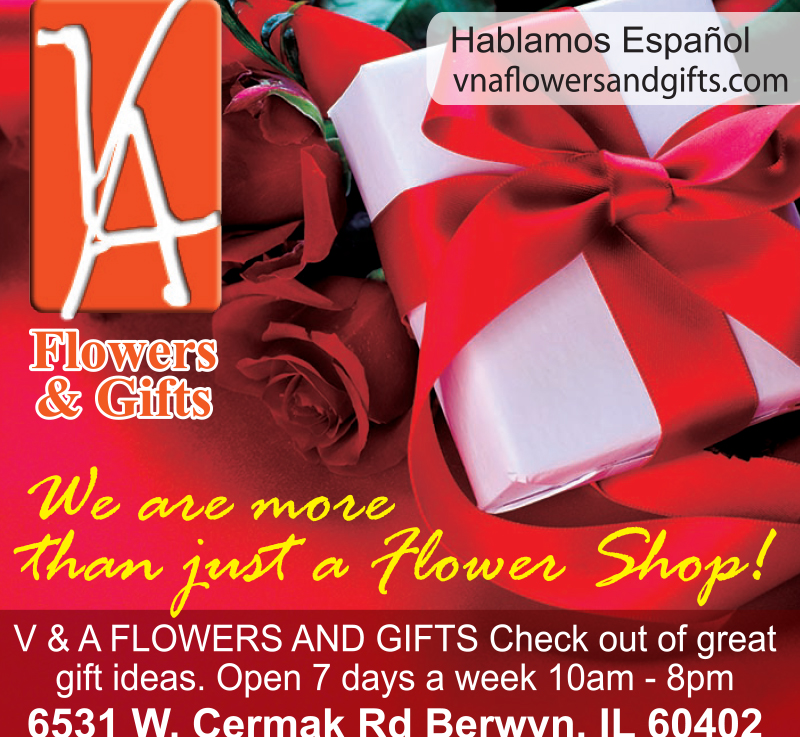 Hablamos Español
vnaflowersandgifts.com
VA
Flowers
& Gifts
We are more
than just a Flower Shop!
V & A FLOWERS AND GIFTS Check out of great
gift ideas. Open 7 days a week 10am - 8pm
6531 W. Cermak Rd Berwyn, IL 60402